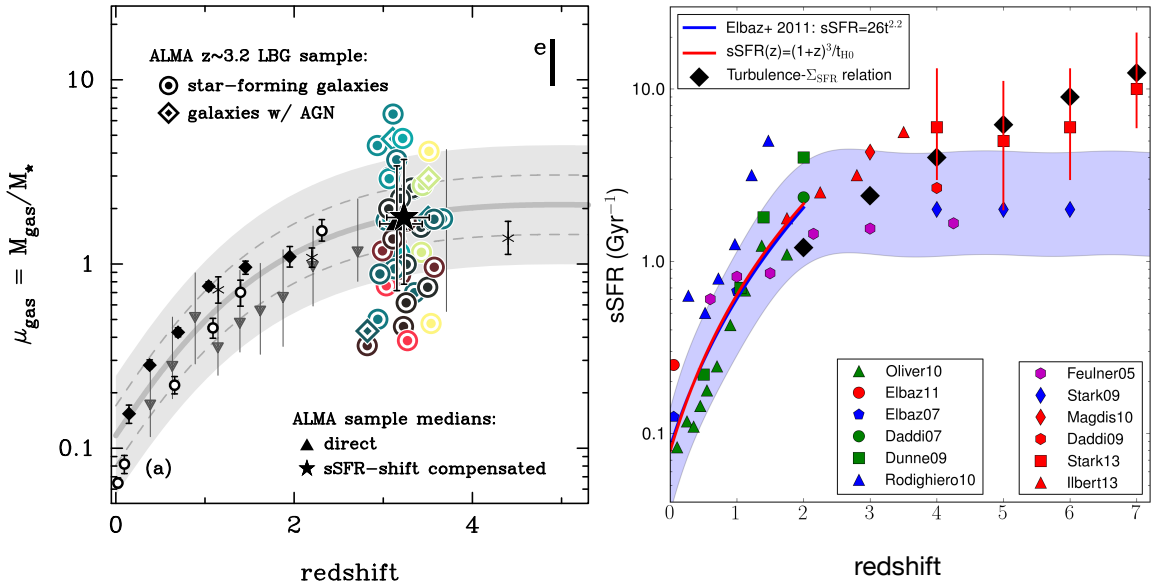 ALMA z~3.2 LBG sample:
star-forming galaxies
galaxies w/ AGN
e
10
1
0.1
μgas = Mgas/M⋆
ALMA sample medians:
direct
sSFR-shift compensated
(a)
0 2 4
redshift
Elbaz+ 2011: sSFR=26t^2.2
sSFR(z)=(1+z)^3/t_H0
Turbulence-Σ_SFR relation
10.0
1.0
0.1
sSFR (Gyr⁻¹)
Oliver10
Elbaz11
Elbaz07
Daddi07
Dunne09
Rodighiero10
Feulner05
Stark09
Magdis10
Daddi09
Stark13
Ilbert13
0 1 2 3 4 5 6 7
redshift